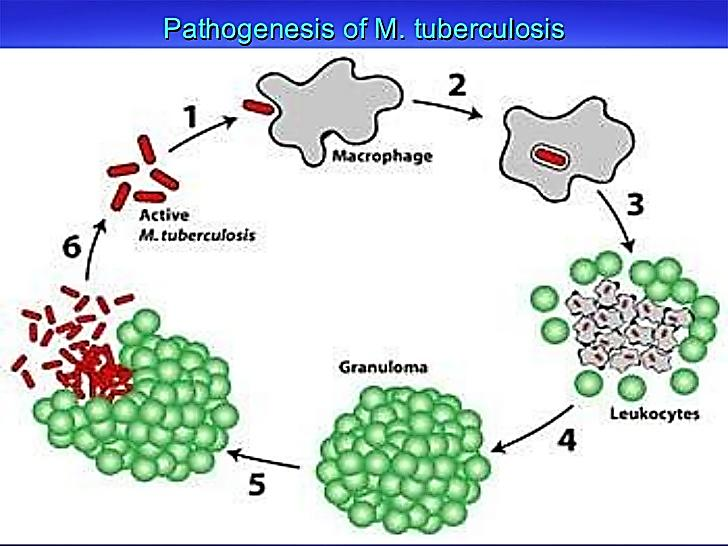 Pathogenesis of M. tuberculosis
1
2
Macrophage
3
Active
M. tuberculosis
6
Granuloma
Leukocytes
4
5